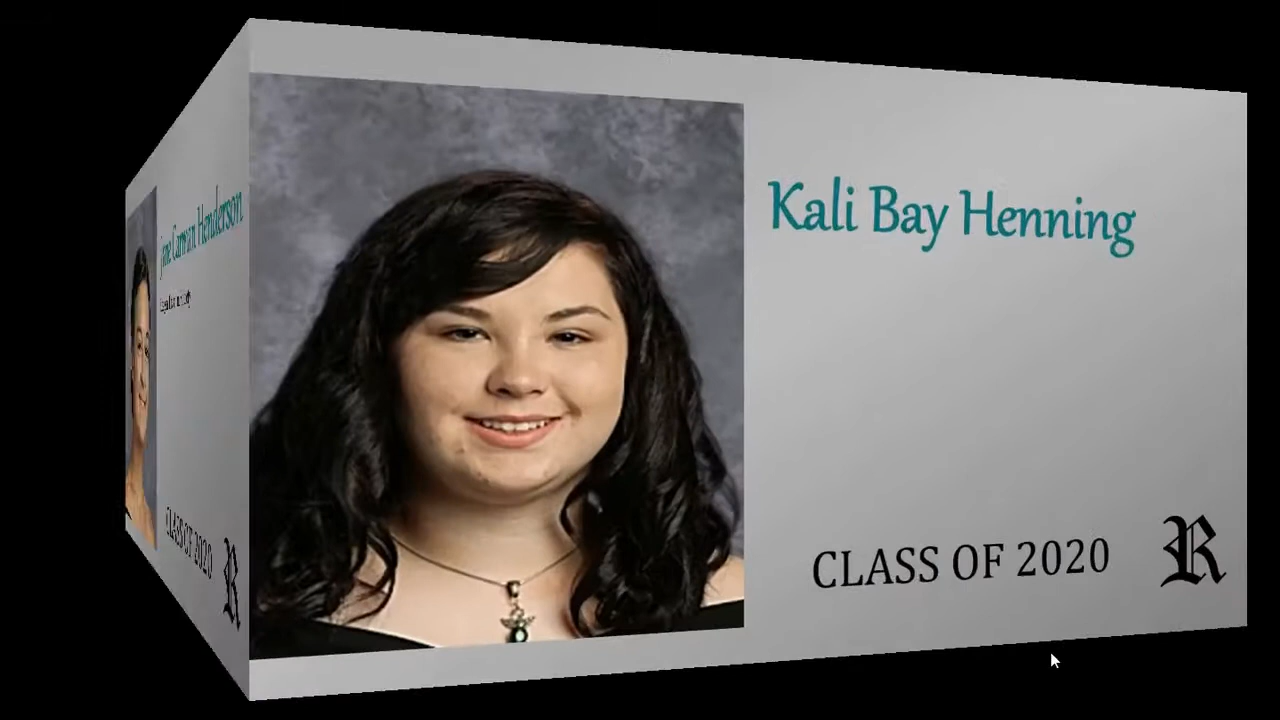 Henderson
CLASS OF 2020
R
Kali Bay Henning
CLASS OF 2020
R